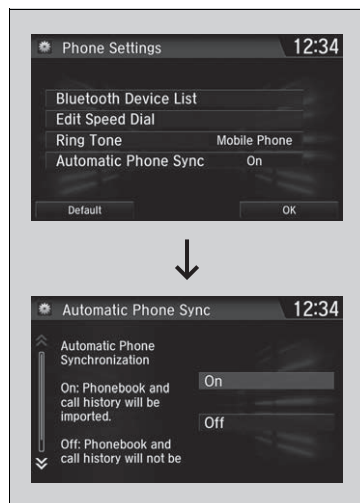 Phone Settings 12:34
Bluetooth Device List
Edit Speed Dial
Ring Tone Mobile Phone
Automatic Phone Sync On
Default OK
Automatic Phone Sync 12:34
Automatic Phone
Synchronization
On: Phonebook and
call history will be
imported.
Off: Phonebook and
call history will not be
On
Off